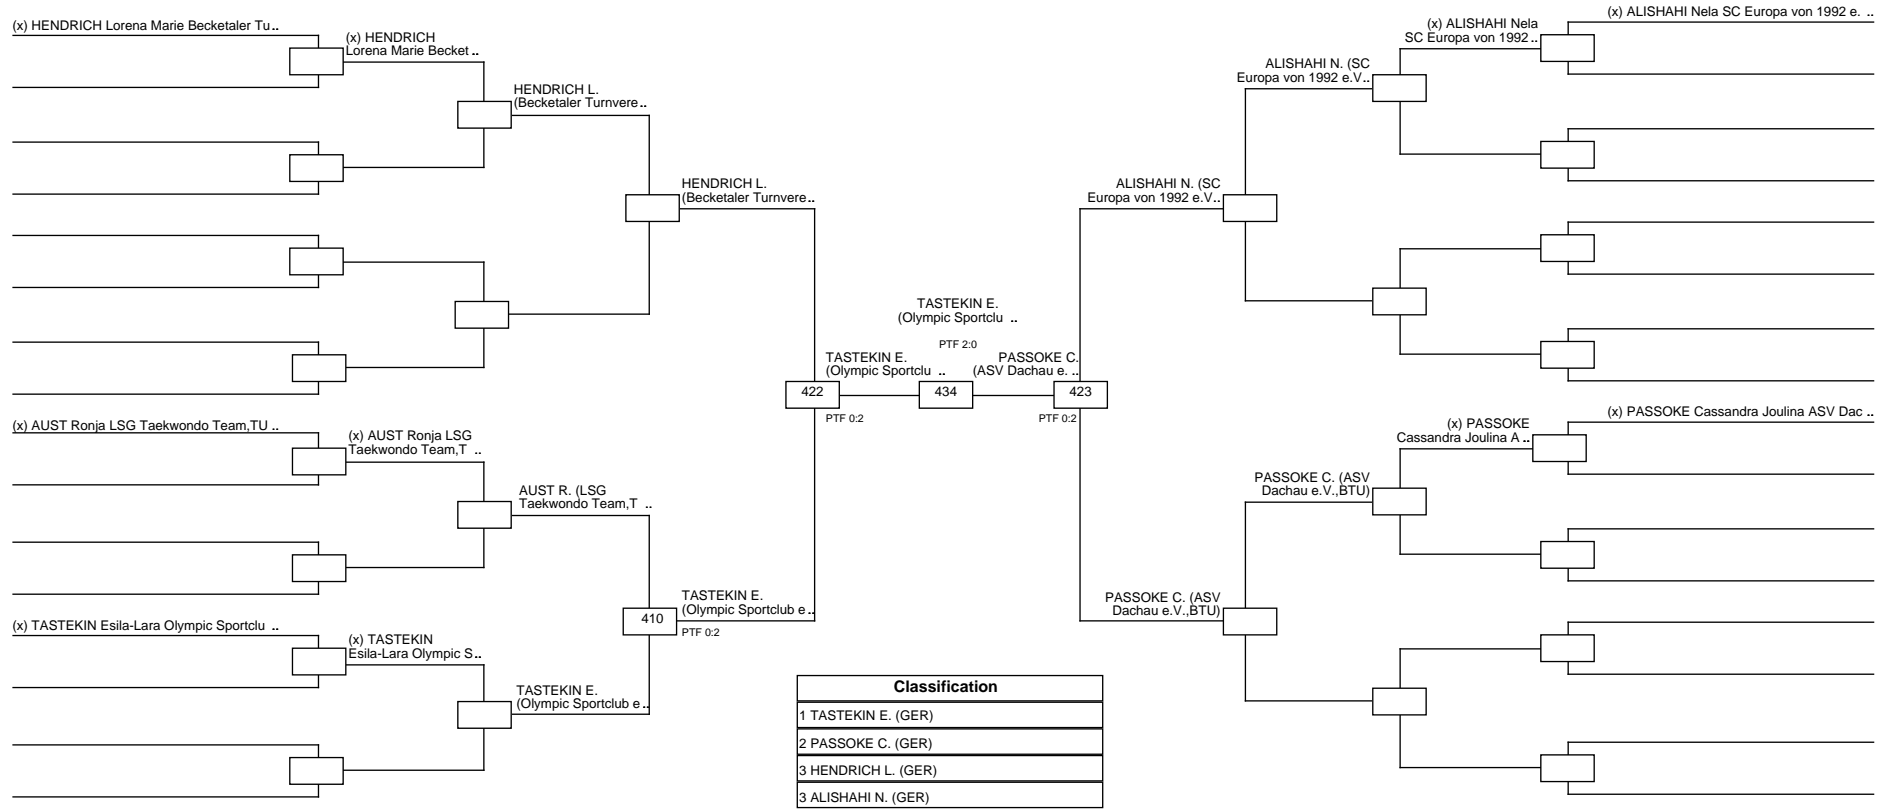 (x) HENDRICH Lorena Marie Becketaler Tu ..
(x) HENDRICH
Lorena Marie Becket ..
HENDRICH L.
(Becketaler Turnvere ..
HENDRICH L.
(Becketaler Turnvere ..
(x) AUST Ronja LSG Taekwondo Team,TU ..
(x) AUST Ronja LSG
Taekwondo Team,T ..
AUST R. (LSG
Taekwondo Team,T ..
(x) TASTEKIN Esila-Lara Olympic Sportclu ..
(x) TASTEKIN
Esila-Lara Olympic S ..
TASTEKIN E.
(Olympic Sportclub e ..
410
TASTEKIN E.
(Olympic Sportclub e ..
PTF 0:2
422
TASTEKIN E.
(Olympic Sportclu ..
PTF 0:2
TASTEKIN E.
(Olympic Sportclu ..
PTF 2:0
434
PASSOKE C.
(ASV Dachau e. ..
423
PTF 0:2
(x) ALISHAHI Nela SC Europa von 1992 e. ..
(x) ALISHAHI Nela
SC Europa von 1992 ..
ALISHAHI N. (SC
Europa von 1992 e.V ..
ALISHAHI N. (SC
Europa von 1992 e.V ..
(x) PASSOKE Cassandra Joulina ASV Dac ..
(x) PASSOKE
Cassandra Joulina A ..
PASSOKE C. (ASV
Dachau e.V.,BTU)
PASSOKE C. (ASV
Dachau e.V.,BTU)
Classification
1 TASTEKIN E. (GER)
2 PASSOKE C. (GER)
3 HENDRICH L. (GER)
3 ALISHAHI N. (GER)